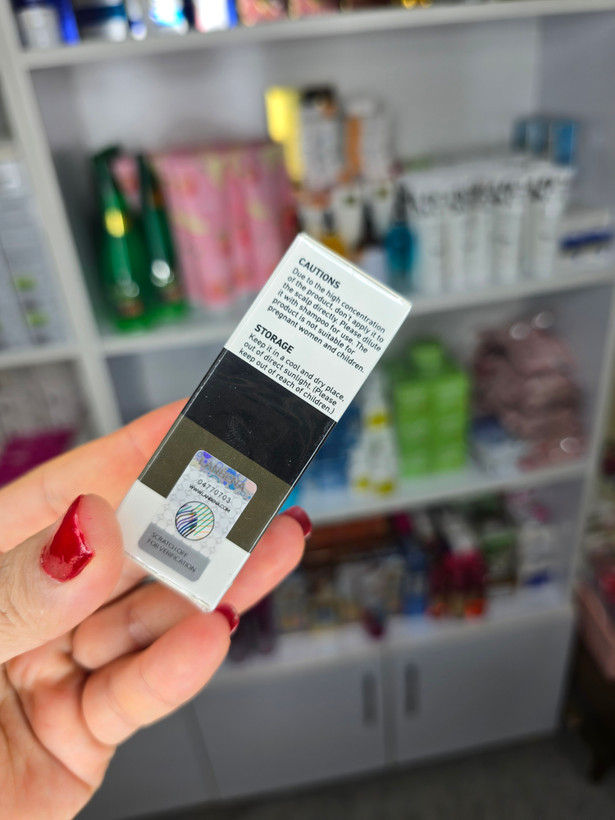 CAUTIONS
Due to the high concentration
of the product, don't apply it to
the scalp directly. Please dilute
it with shampoo for use. The
product is not suitable for
pregnant women and children.
STORAGE
Keep it in a cool and dry place,
out of direct sunlight. (Please
keep out of reach of children.)
04770703
WWW.LANBENA.COM
SCRATCH OFF
FOR VERIFICATION